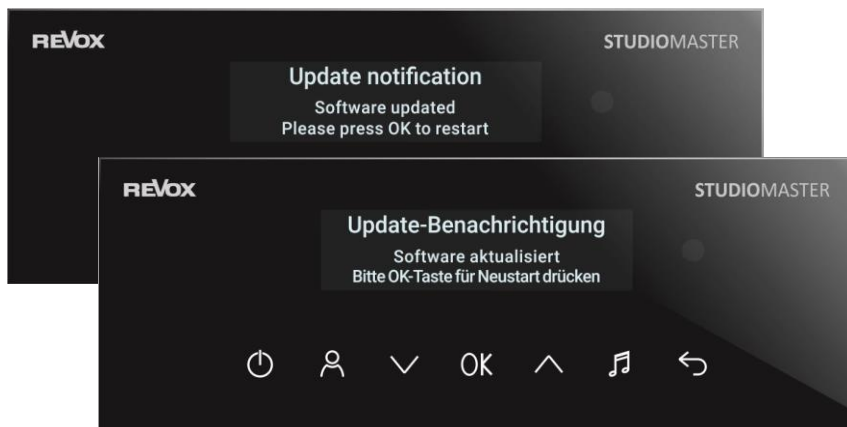 REVOX
STUDIOMASTER
Update notification
Software updated
Please press OK to restart
REVOX
STUDIOMASTER
Update-Benachrichtigung
Software aktualisiert
Bitte OK-Taste für Neustart drücken
OK